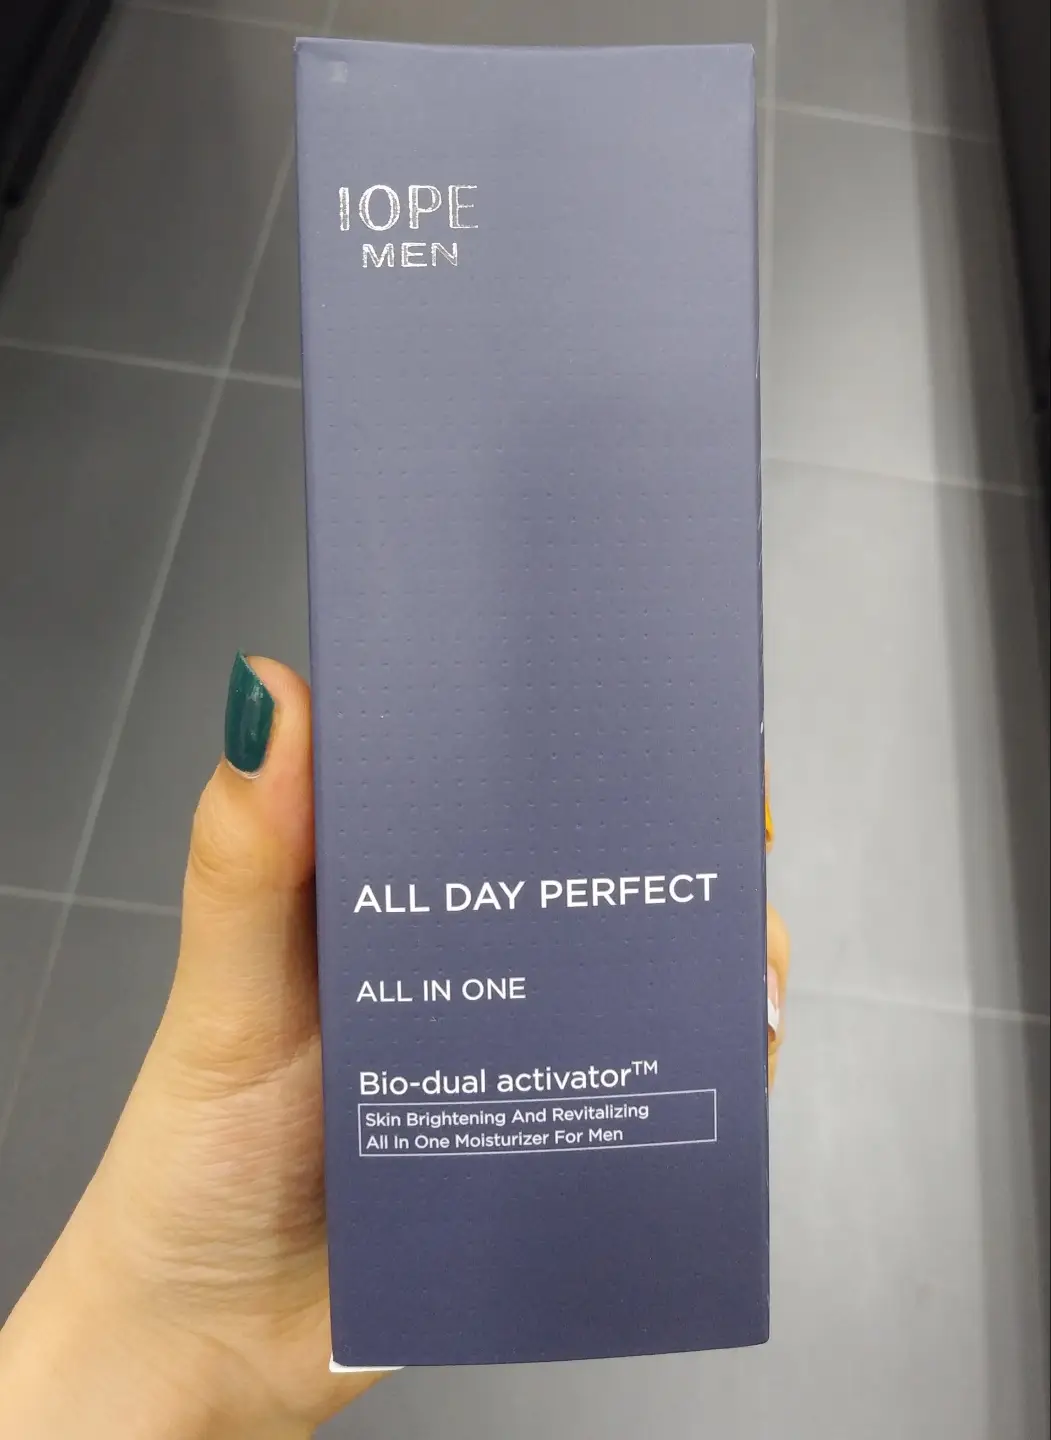 IOPE
MEN
ALL DAY PERFECT
ALL IN ONE
Bio-dual activator™
Skin Brightening And Revitalizing
All In One Moisturizer For Men